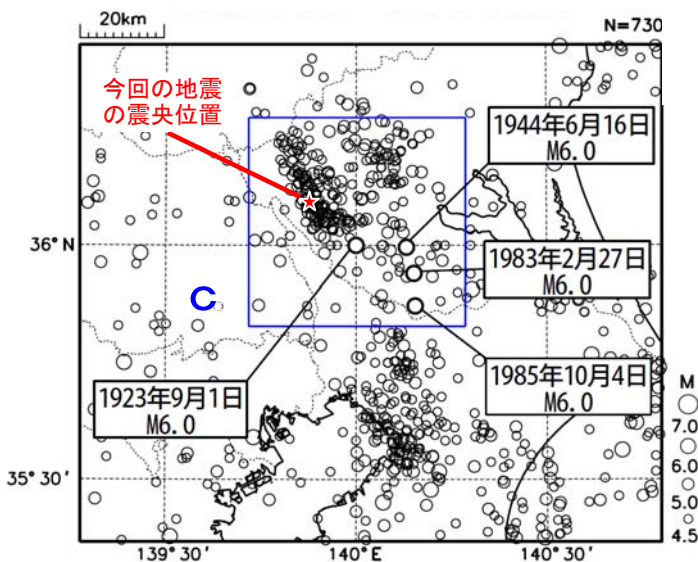 20km
N=730
今回の地震
の震央位置
1944年6月16日
M6.0
36°N
1983年2月27日
M6.0
C
1985年10月4日
M6.0
1923年9月1日
M6.0
M
7.0
6.0
5.0
4.5
35°30'
139°30'
140°E
140°30'